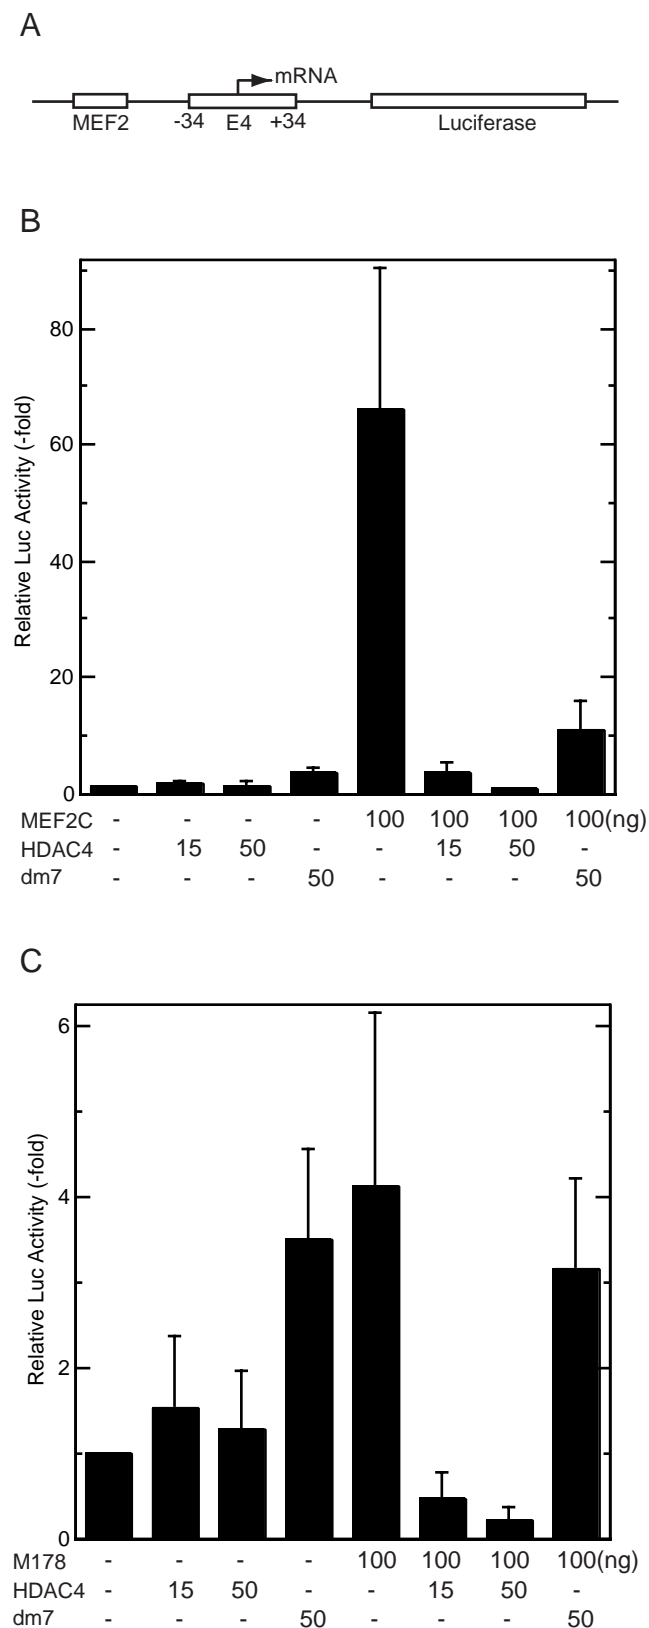 A
mRNA
MEF2 -34 E4 +34 Luciferase
B
Relative Luc Activity (-fold)
80
60
40
20
0
MEF2C - - - - 100 100 100 100(ng)
HDAC4 - 15 50 - - 15 50 -
dm7 - - - 50 - - - 50
C
Relative Luc Activity (-fold)
6
4
2
0
M178 - - - - 100 100 100 100(ng)
HDAC4 - 15 50 - - 15 50 -
dm7 - - - 50 - - - 50